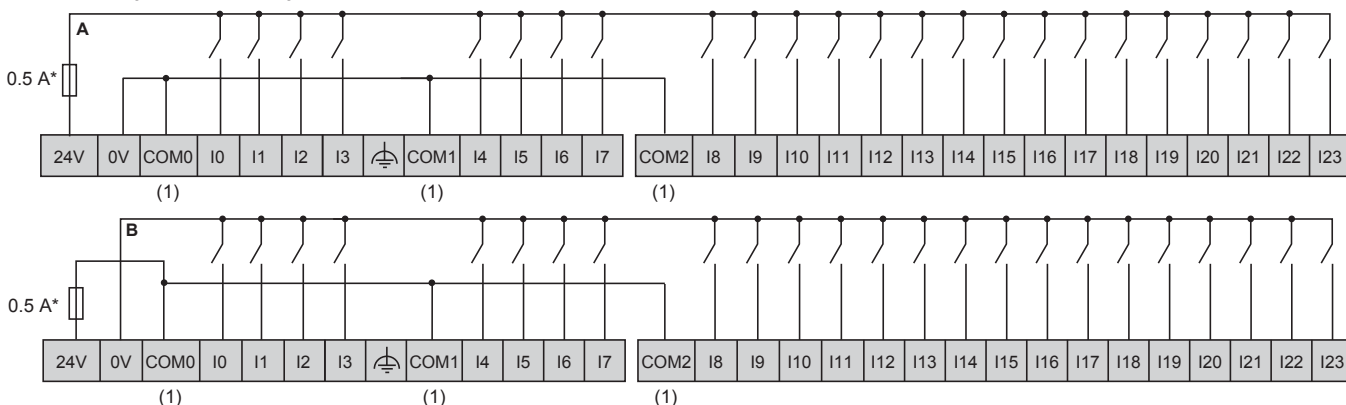 A
0.5 A*
24V 0V COM0 I0 I1 I2 I3 COM1 I4 I5 I6 I7 COM2 I8 I9 I10 I11 I12 I13 I14 I15 I16 I17 I18 I19 I20 I21 I22 I23
(1) (1) (1)
B
0.5 A*
24V 0V COM0 I0 I1 I2 I3 COM1 I4 I5 I6 I7 COM2 I8 I9 I10 I11 I12 I13 I14 I15 I16 I17 I18 I19 I20 I21 I22 I23
(1) (1) (1)